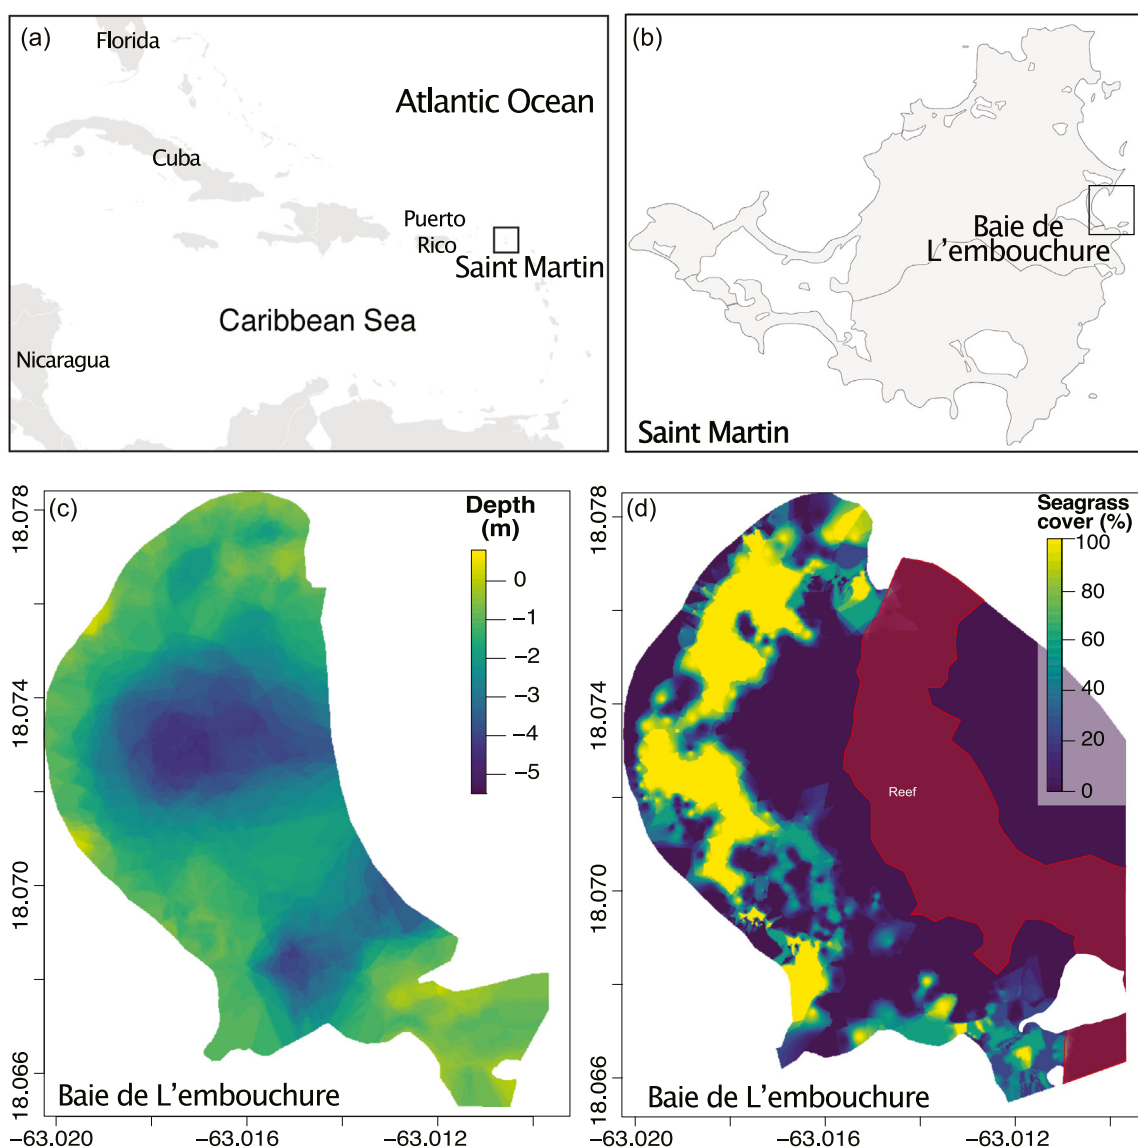 (a)
Florida
Atlantic Ocean
Cuba
Puerto
Rico
Saint Martin
Caribbean Sea
Nicaragua
(b)
Baie de
L'embouchure
Saint Martin
(c)
Depth
(m)
0
−1
−2
−3
−4
−5
18.078
18.074
18.070
18.066
Baie de L'embouchure
−63.020
−63.016
−63.012
(d)
Seagrass
cover (%)
100
80
60
40
20
0
Reef
18.078
18.074
18.070
18.066
Baie de L'embouchure
−63.020
−63.016
−63.012